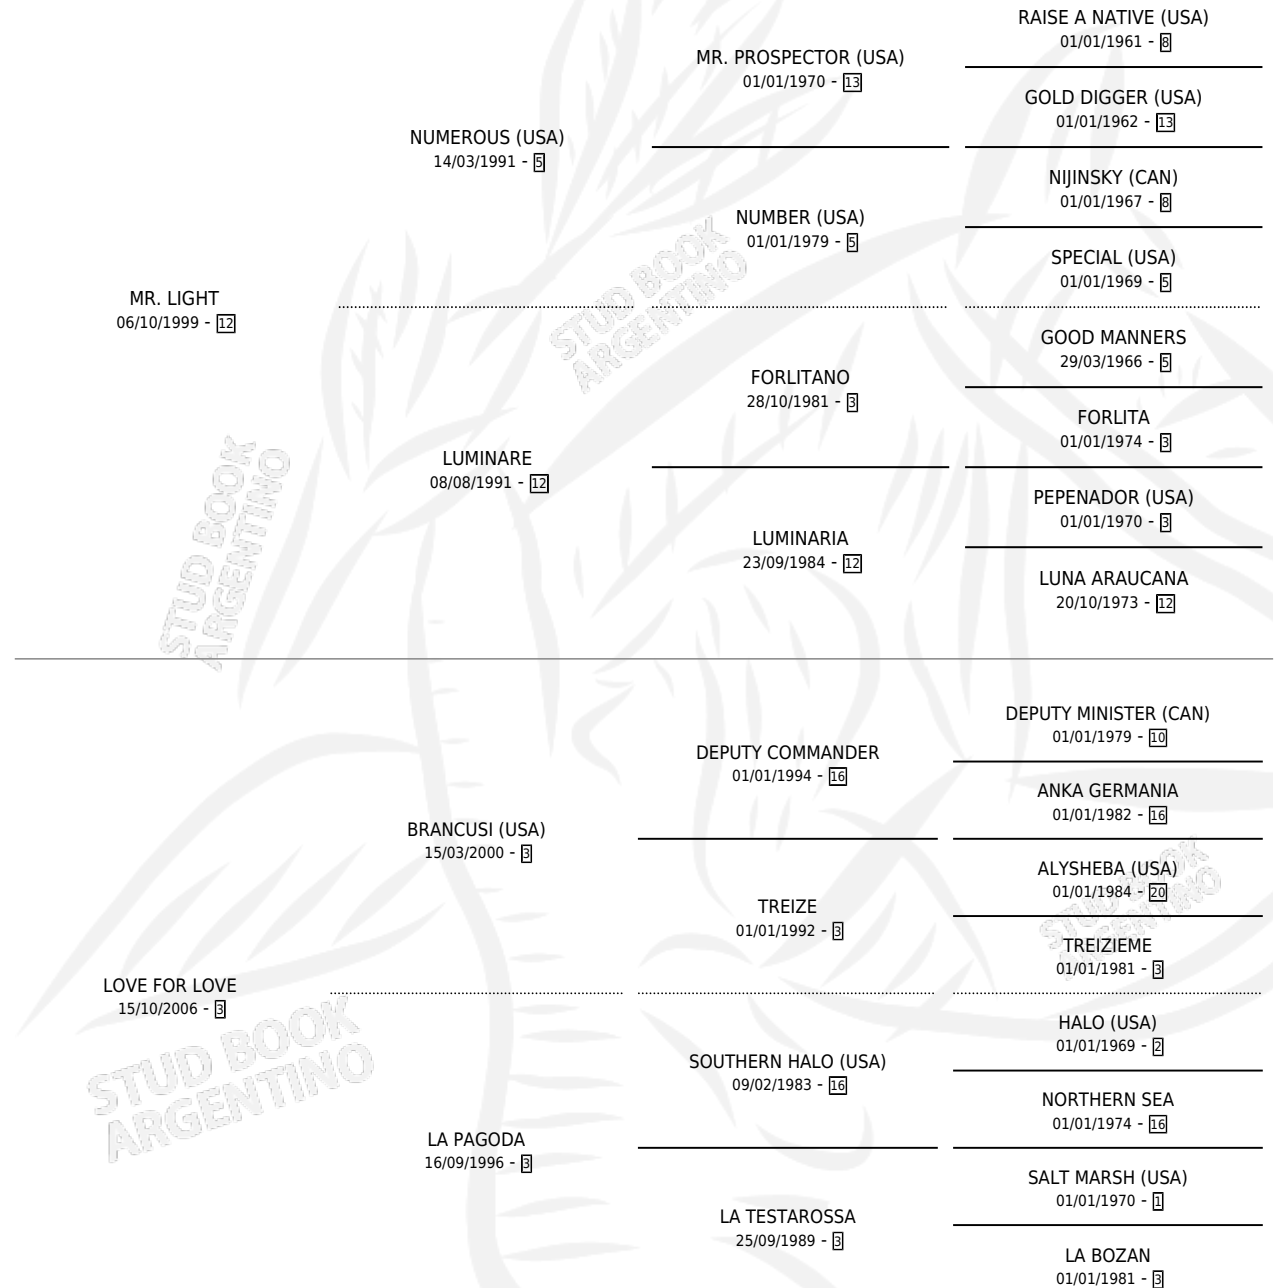 RAISE A NATIVE (USA)
01/01/1961 - 8
MR. PROSPECTOR (USA)
01/01/1970 - 13
GOLD DIGGER (USA)
01/01/1962 - 13
NUMEROUS (USA)
14/03/1991 - 5
NIJINSKY (CAN)
01/01/1967 - 8
NUMBER (USA)
01/01/1979 - 5
SPECIAL (USA)
01/01/1969 - 5
MR. LIGHT
06/10/1999 - 12
GOOD MANNERS
29/03/1966 - 5
FORLITANO
28/10/1981 - 3
FORLITA
01/01/1974 - 3
LUMINARE
08/08/1991 - 12
PEPENADOR (USA)
01/01/1970 - 3
LUMINARIA
23/09/1984 - 12
LUNA ARAUCANA
20/10/1973 - 12
STUD BOOK
ARGENTINO
STUD BOOK
ARGENTINO
DEPUTY MINISTER (CAN)
01/01/1979 - 10
DEPUTY COMMANDER
01/01/1994 - 16
ANKA GERMANIA
01/01/1982 - 16
BRANCUSI (USA)
15/03/2000 - 3
ALYSHEBA (USA)
01/01/1984 - 20
TREIZE
01/01/1992 - 3
TREIZIEME
01/01/1981 - 3
LOVE FOR LOVE
15/10/2006 - 3
HALO (USA)
01/01/1969 - 2
SOUTHERN HALO (USA)
09/02/1983 - 16
NORTHERN SEA
01/01/1974 - 16
LA PAGODA
16/09/1996 - 3
SALT MARSH (USA)
01/01/1970 - 1
LA TESTAROSSA
25/09/1989 - 3
LA BOZAN
01/01/1981 - 3
STUD BOOK
ARGENTINO
STUD BOOK
ARGENTINO